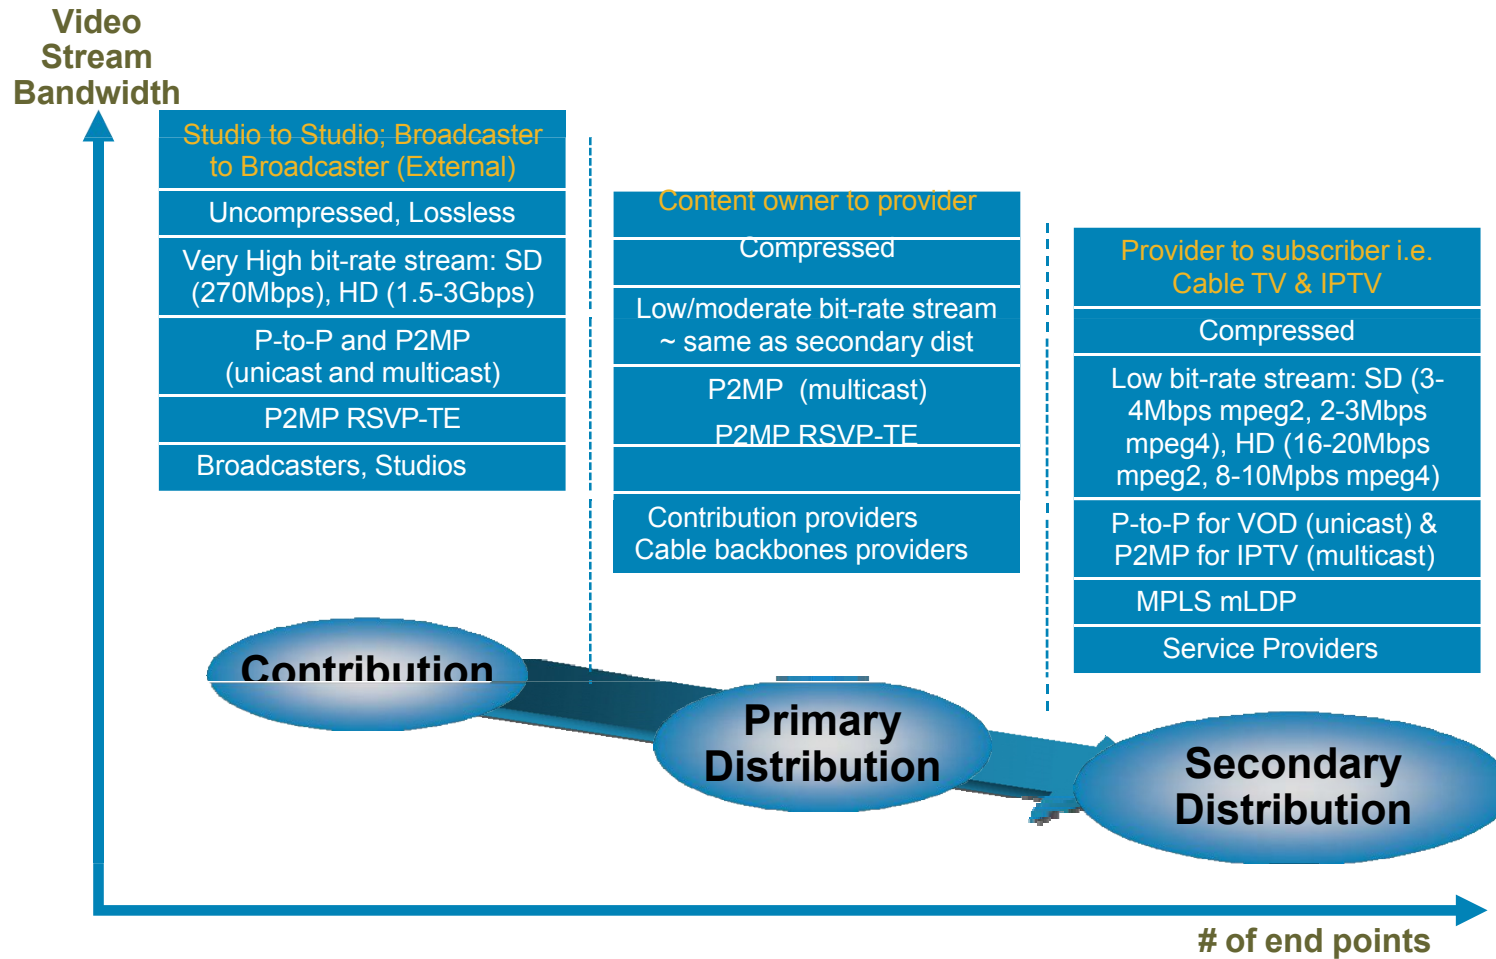 Video
Stream
Bandwidth
Studio to Studio; Broadcaster
to Broadcaster (External)
Uncompressed, Lossless
Very High bit-rate stream: SD
(270Mbps), HD (1.5-3Gbps)
P-to-P and P2MP
(unicast and multicast)
P2MP RSVP-TE
Broadcasters, Studios
Content owner to provider
Compressed
Low/moderate bit-rate stream
~ same as secondary dist
P2MP (multicast)
P2MP RSVP-TE
Contribution providers
Cable backbones providers
Provider to subscriber i.e.
Cable TV & IPTV
Compressed
Low bit-rate stream: SD (3-
4Mbps mpeg2, 2-3Mbps
mpeg4), HD (16-20Mbps
mpeg2, 8-10Mpbs mpeg4)
P-to-P for VOD (unicast) &
P2MP for IPTV (multicast)
MPLS mLDP
Service Providers
Contribution
Primary
Distribution
Secondary
Distribution
# of end points